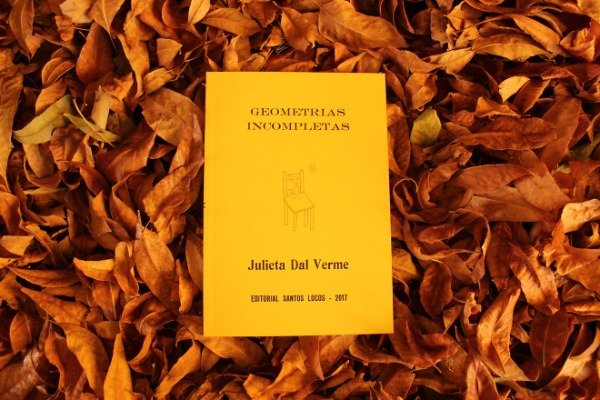 GEOMETRIAS
INCOMPLETAS
Julieta Dal Verme
EDITORIAL SANTOS LOCOS - 2017